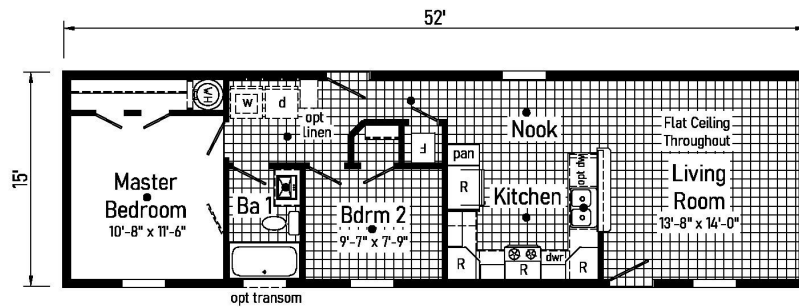 52'
15'
WH
w
d
opt
linen
F
Nook
Flat Ceiling
Throughout
pan
R
opt dw
Living
Room
13'-8" x 14'-0"
Master
Bedroom
10'-8" x 11'-6"
Ba 1
Bdrm 2
9'-7" x 7'-9"
Kitchen
R
R
dwr
R
opt transom